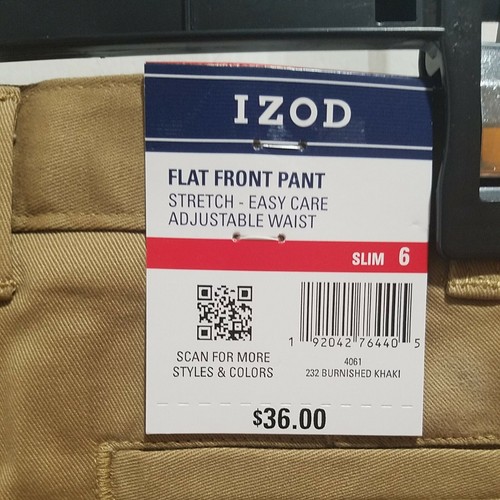 IZOD
FLAT FRONT PANT
STRETCH - EASY CARE
ADJUSTABLE WAIST
SLIM 6
SCAN FOR MORE
STYLES & COLORS
1 92042 76440 5
4061
232 BURNISHED KHAKI
$36.00